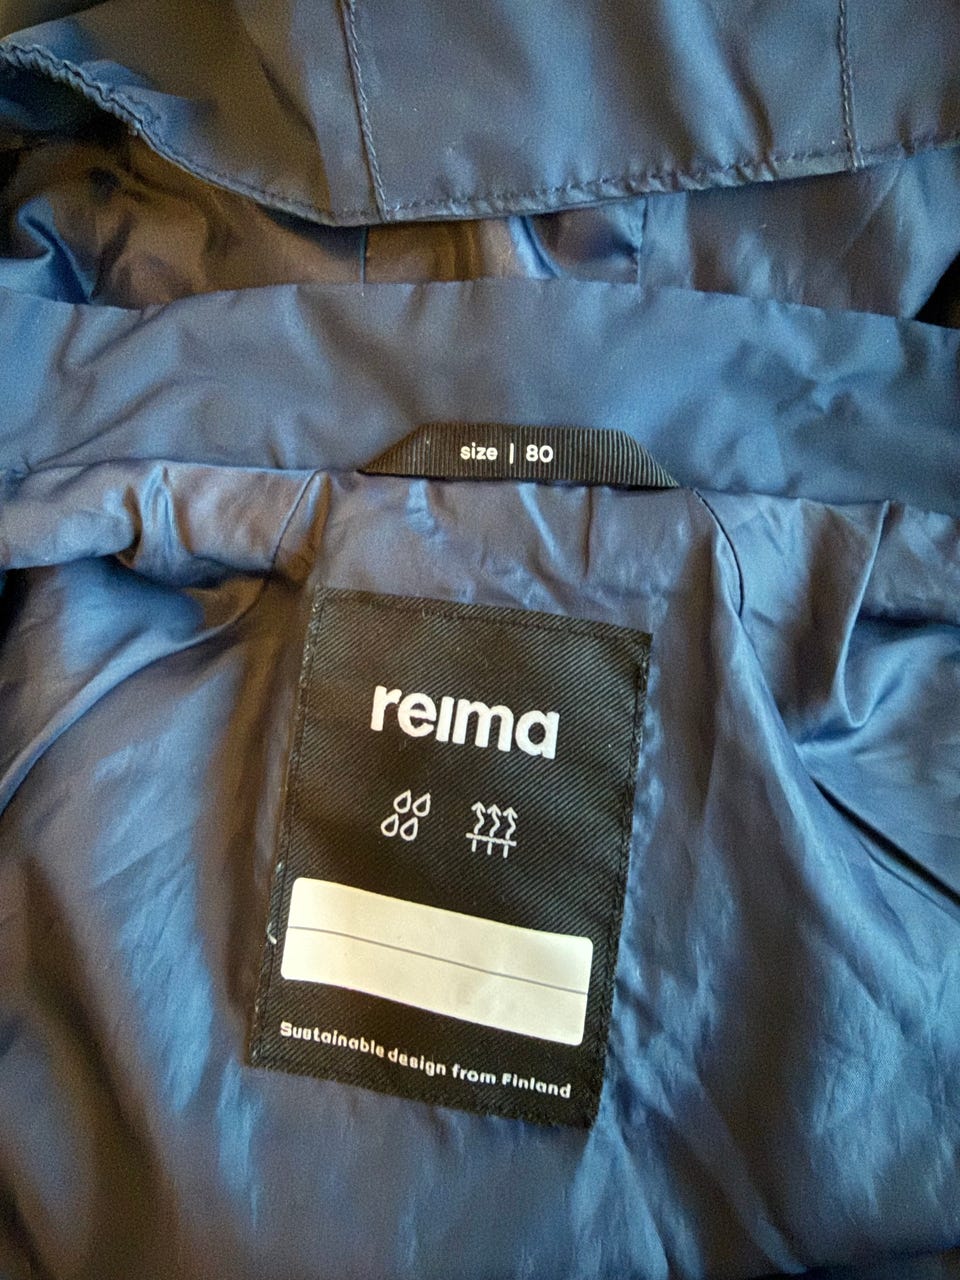 size | 80
reima
Sustainable design from Finland